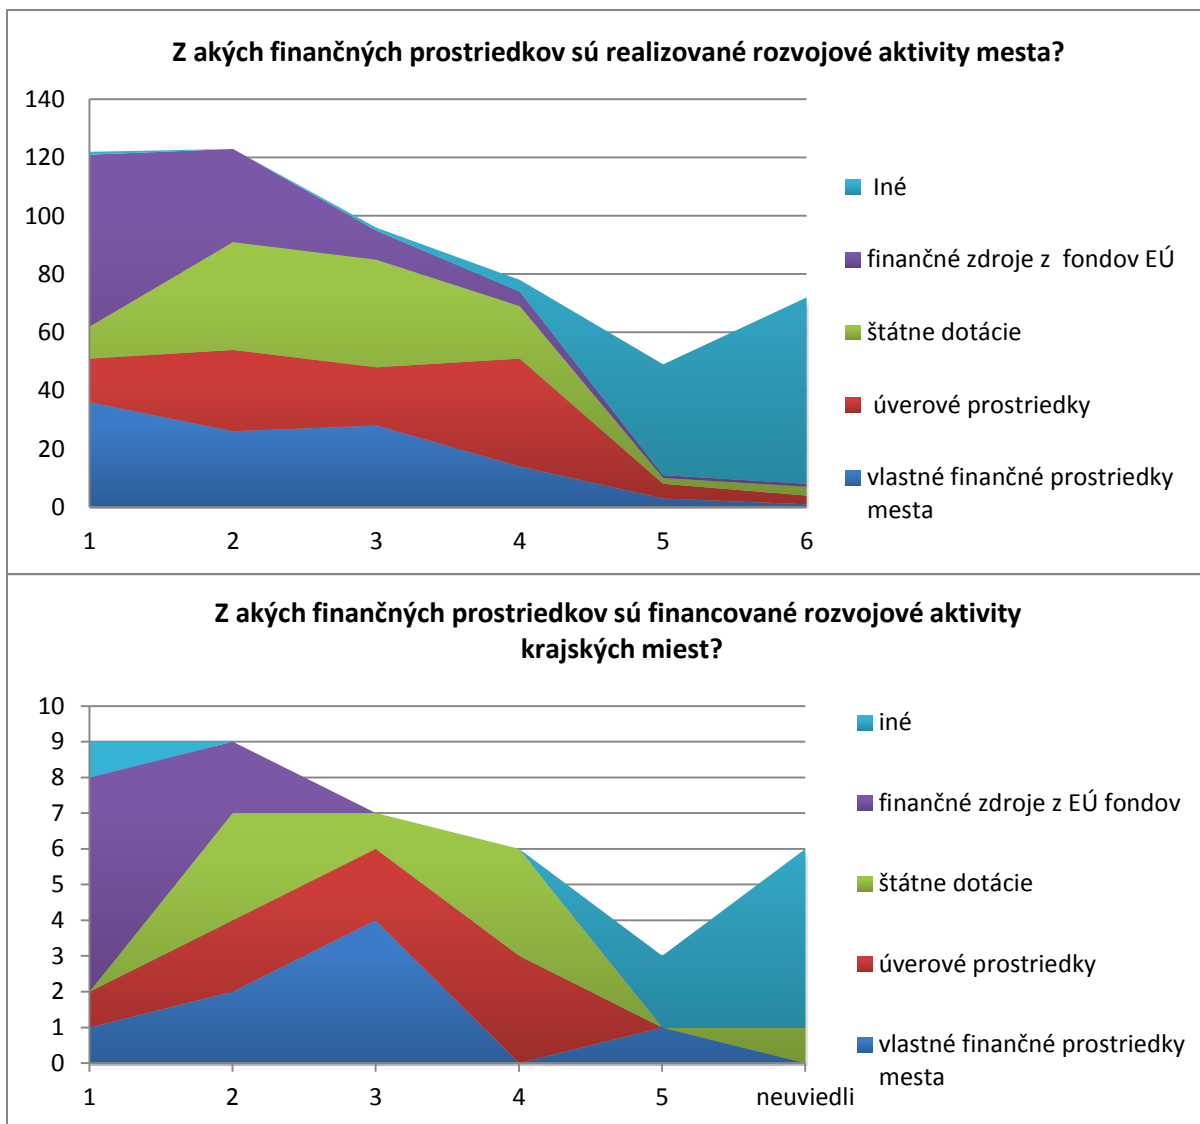 Z akých finančných prostriedkov sú realizované rozvojové aktivity mesta?
140
120
100
80
60
40
20
0
1 2 3 4 5 6
Iné
finančné zdroje z fondov EÚ
štátne dotácie
úverové prostriedky
vlastné finančné prostriedky
mesta
Z akých finančných prostriedkov sú financované rozvojové aktivity
krajských miest?
10
9
8
7
6
5
4
3
2
1
0
1 2 3 4 5 neuviedli
iné
finančné zdroje z EÚ fondov
štátne dotácie
úverové prostriedky
vlastné finančné prostriedky
mesta